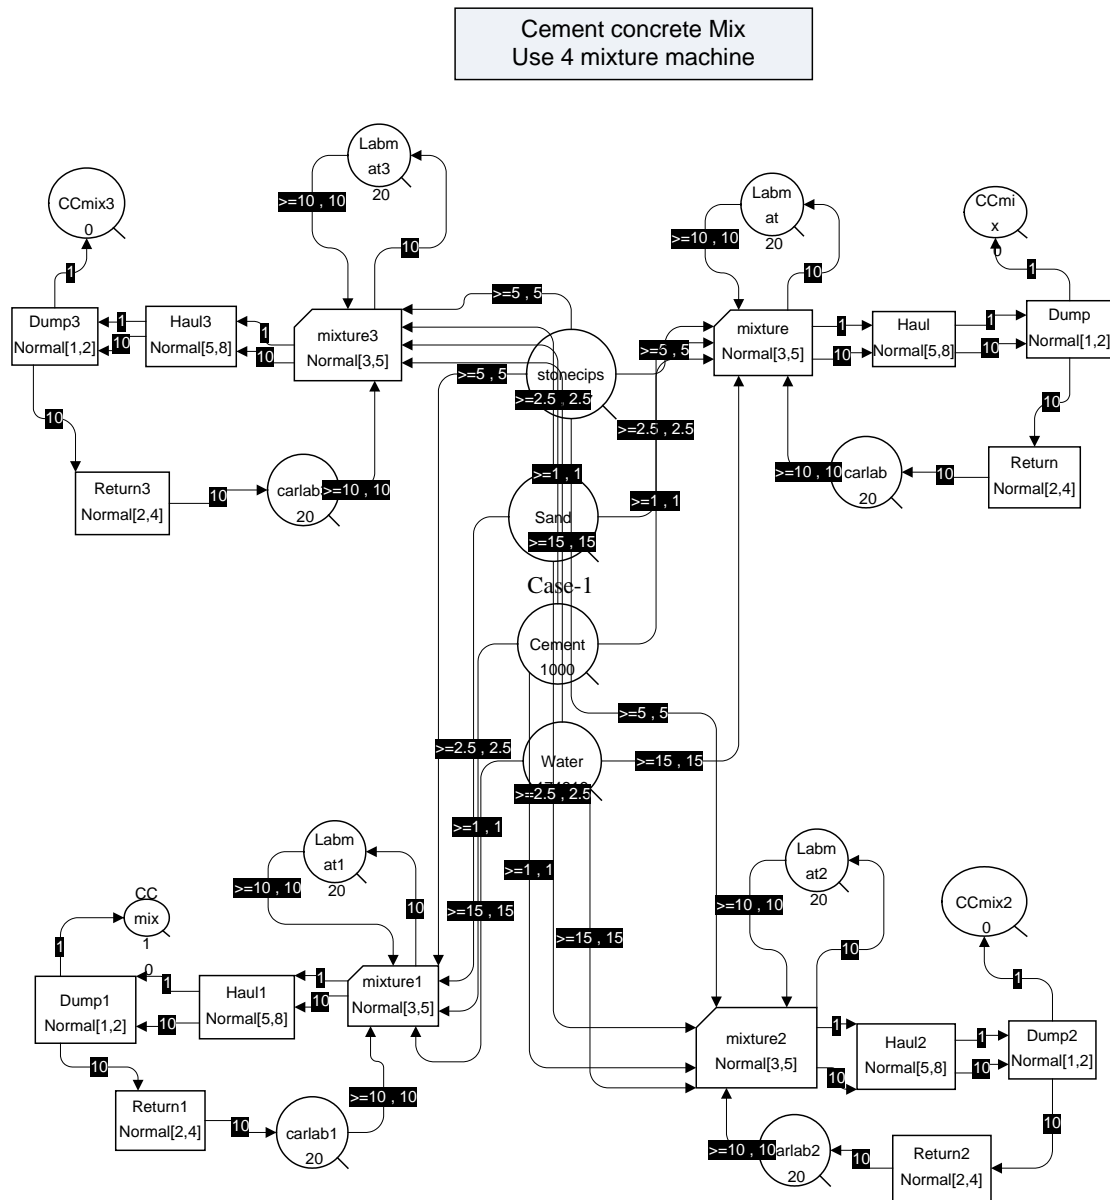 Cement concrete Mix
Use 4 mixture machine
Labm
at3
20
>=10 , 10
10
CCmix3
0
1
Dump3
Normal[1,2]
1
10
Haul3
Normal[5,8]
1
10
mixture3
Normal[3,5]
10
Return3
Normal[2,4]
10
carlab
20
>=10 , 10
Labm
at
20
>=10 , 10
10
CCmi
x
0
1
mixture
Normal[3,5]
1
10
Haul
Normal[5,8]
1
10
Dump
Normal[1,2]
10
Return
Normal[2,4]
10
carlab
20
>=10 , 10
>=5 , 5
>=5 , 5
>=5 , 5
stonecips
>=2.5 , 2.5
>=2.5 , 2.5
>=1 , 1
>=1 , 1
Sand
>=15 , 15
Case-1
Cement
1000
>=5 , 5
>=2.5 , 2.5
Water
>=15 , 15
>=2.5 , 2.5
>=1 , 1
>=1 , 1
>=15 , 15
>=15 , 15
Labm
at1
20
>=10 , 10
10
CC
mix
1
0
1
Dump1
Normal[1,2]
1
10
Haul1
Normal[5,8]
1
10
mixture1
Normal[3,5]
10
Return1
Normal[2,4]
10
carlab1
20
>=10 , 10
Labm
at2
20
>=10 , 10
10
CCmix2
0
1
mixture2
Normal[3,5]
1
10
Haul2
Normal[5,8]
1
10
Dump2
Normal[1,2]
10
Return2
Normal[2,4]
10
arlab2
20
>=10 , 10